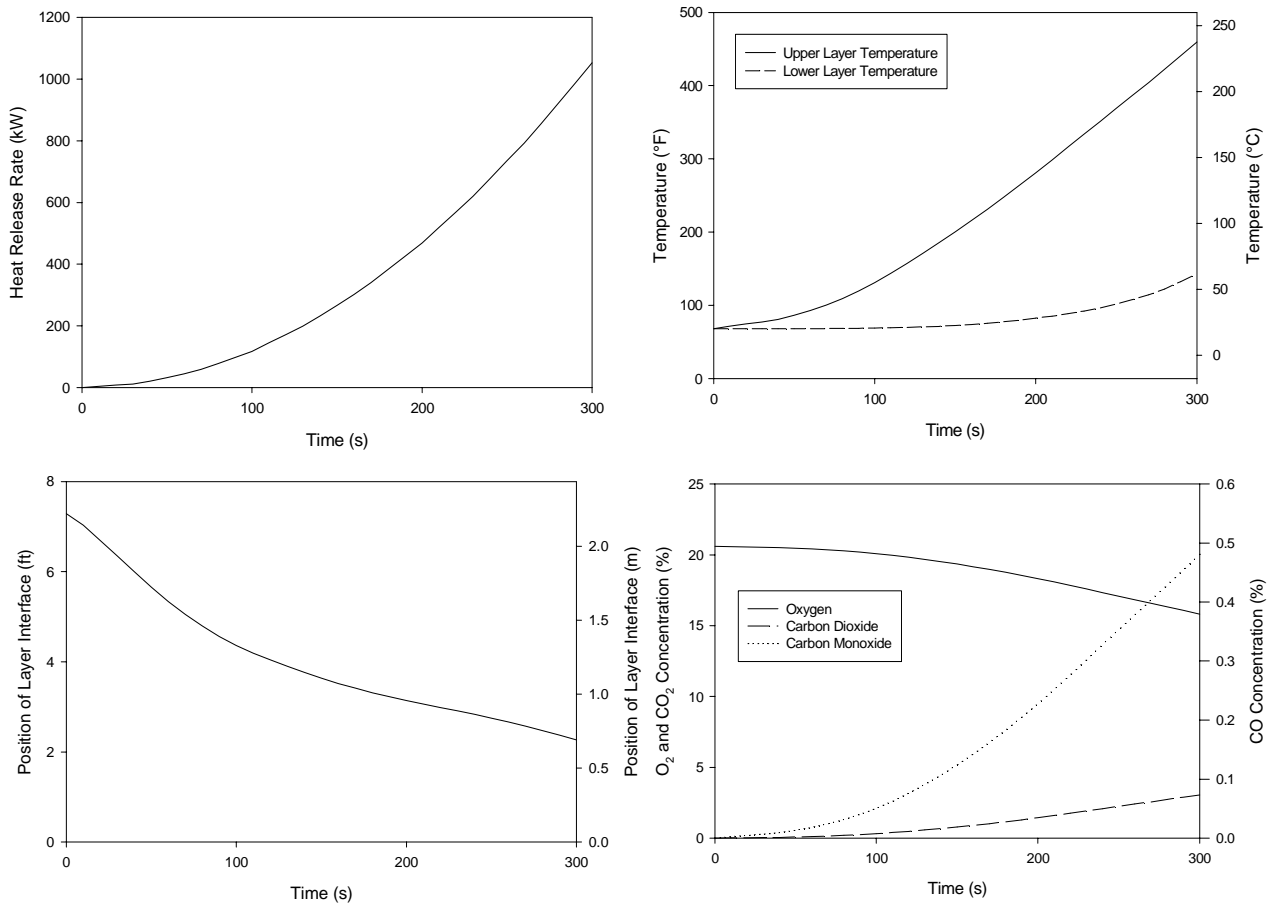 1200
1000
800
600
400
200
0
Heat Release Rate (kW)
0 100 200 300
Time (s)
500
400
300
200
100
0
Temperature (°F)
Upper Layer Temperature
Lower Layer Temperature
250
200
150
100
50
0
Temperature (°C)
0 100 200 300
Time (s)
8
6
4
2
0
Position of Layer Interface (ft)
2.0
1.5
1.0
0.5
0.0
Position of Layer Interface (m)
0 100 200 300
Time (s)
25
20
15
10
5
0
O₂ and CO₂ Concentration (%)
Oxygen
Carbon Dioxide
Carbon Monoxide
0.6
0.5
0.4
0.3
0.2
0.1
0.0
CO Concentration (%)
0 100 200 300
Time (s)